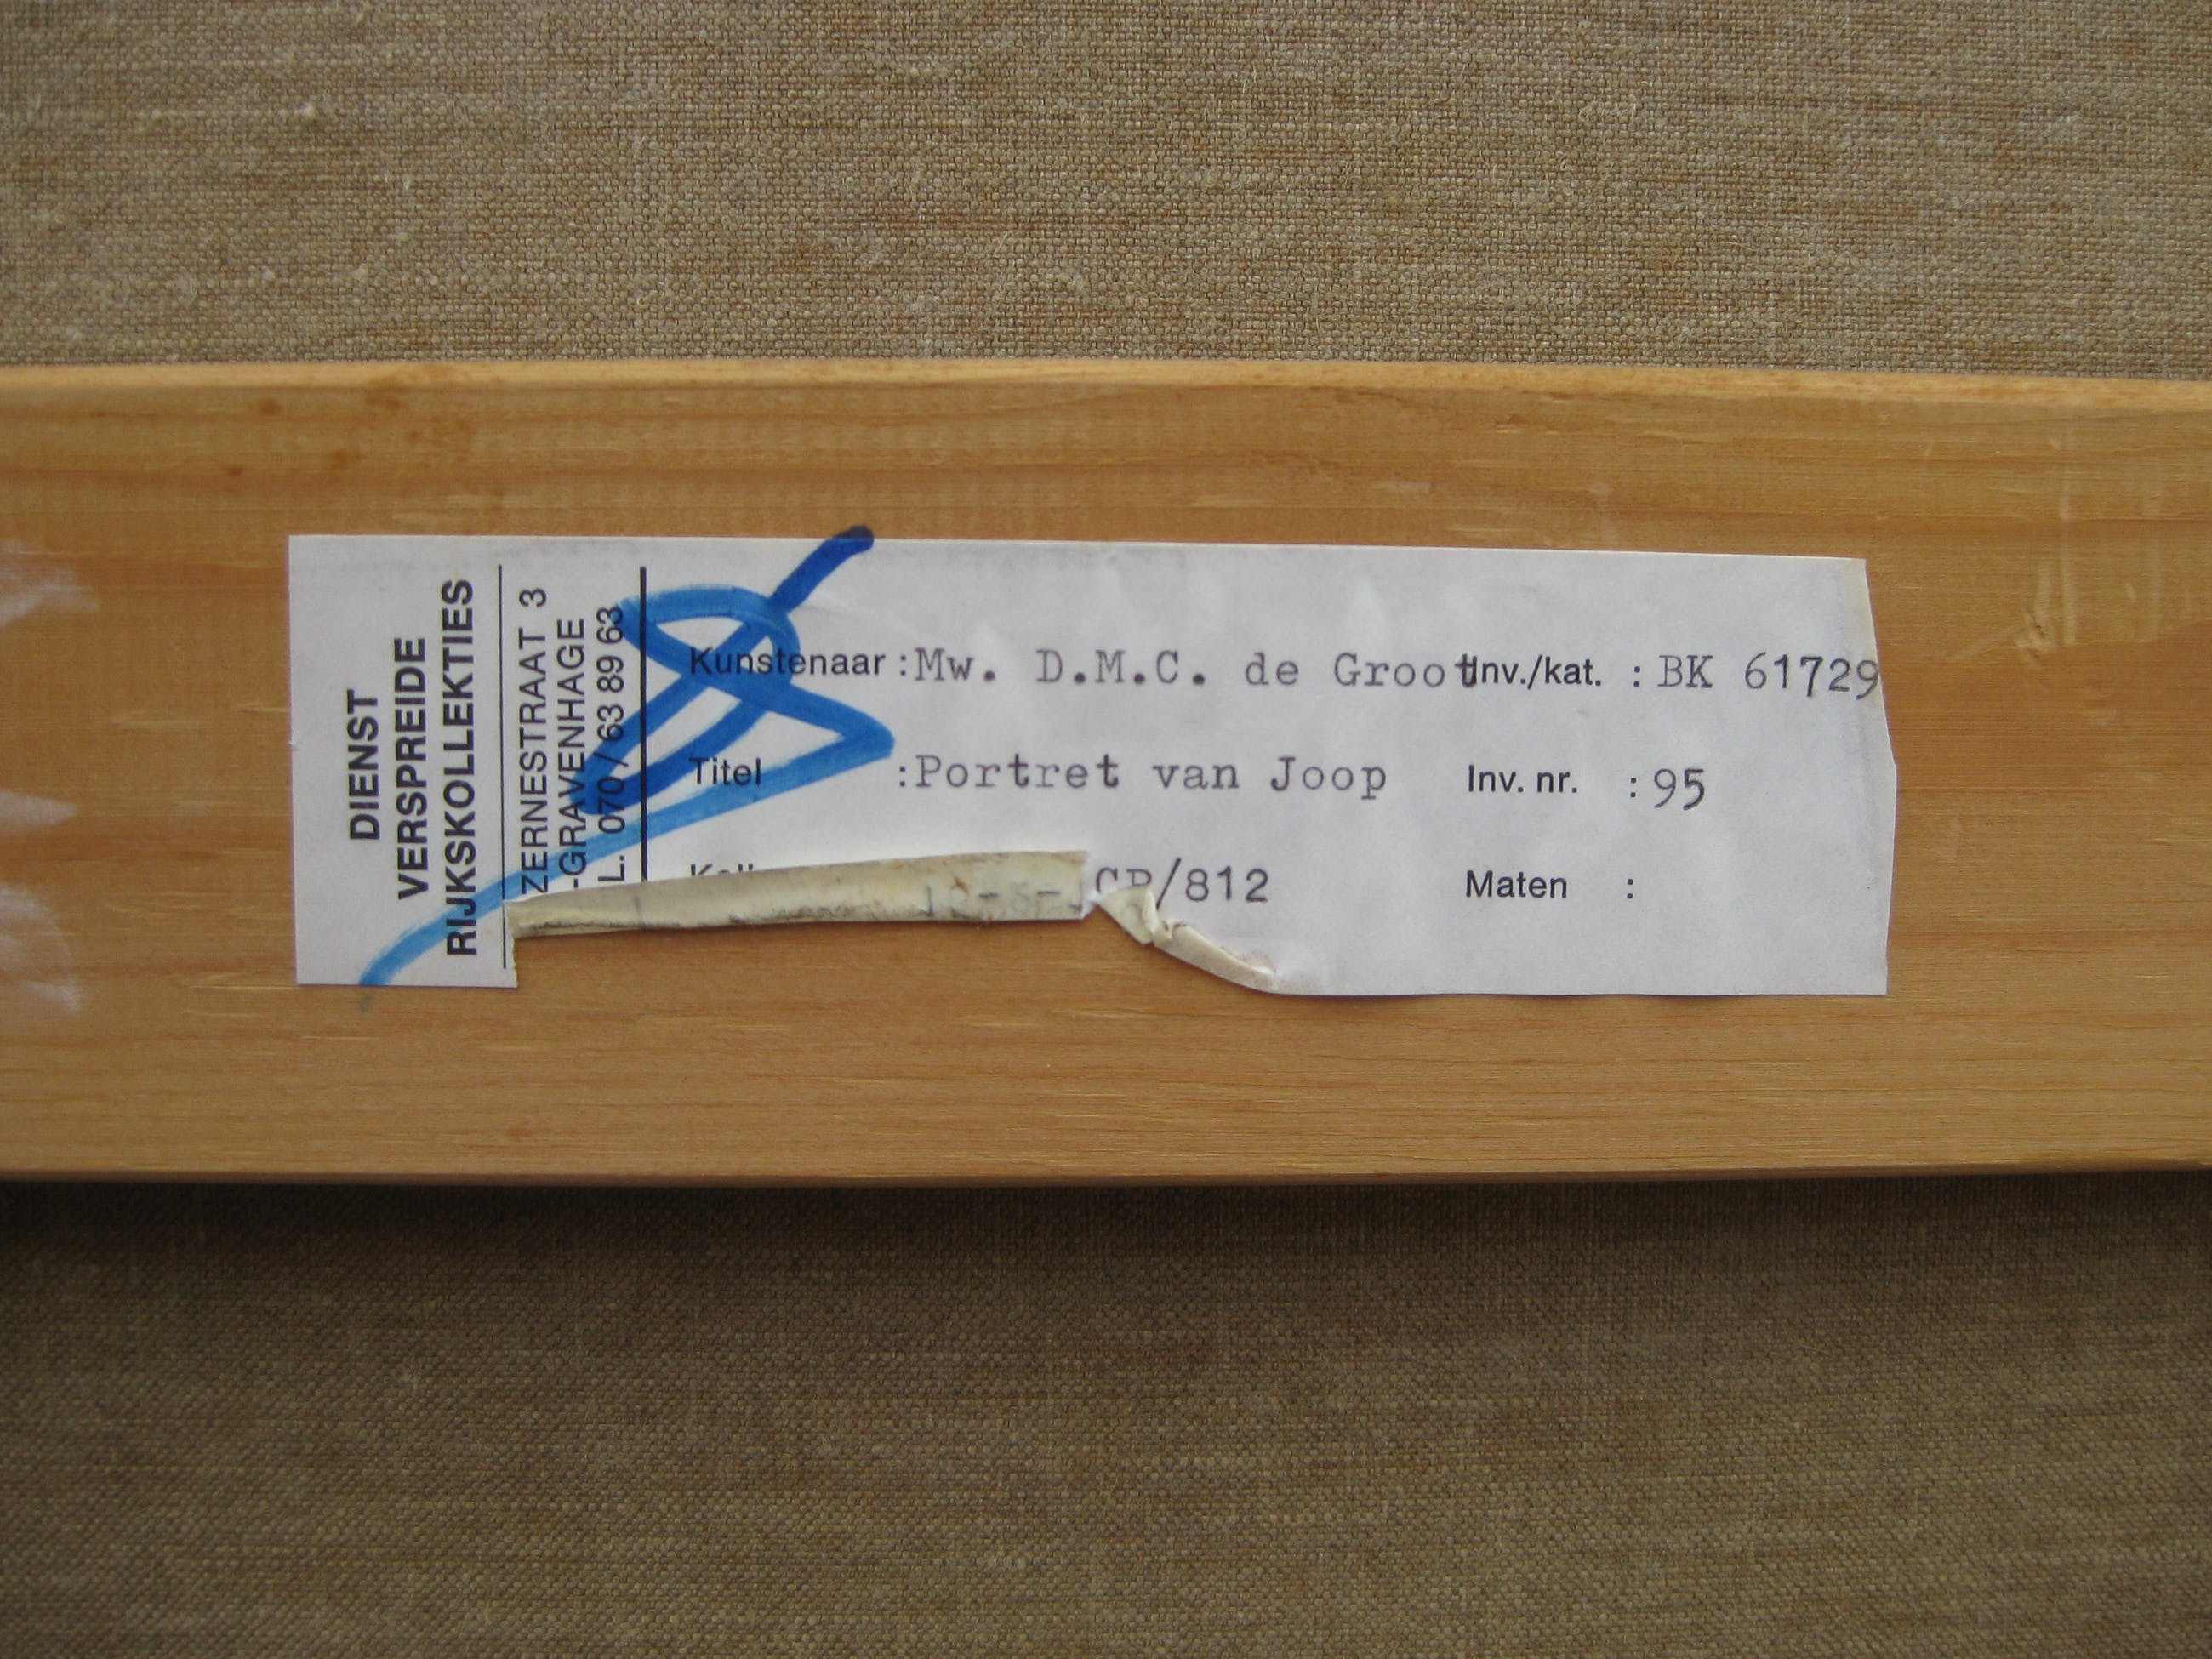 DIENST
VERSPREIDE
RIJKSKOLLEKTIES
ZERNESTRAAT 3
-GRAVENHAGE
L. 070 / 63 89 63
Kunstenaar : Mw. D.M.C. de Groot Inv./kat. : BK 61729
Titel : Portret van Joop Inv. nr. : 95
CR/812 Maten :